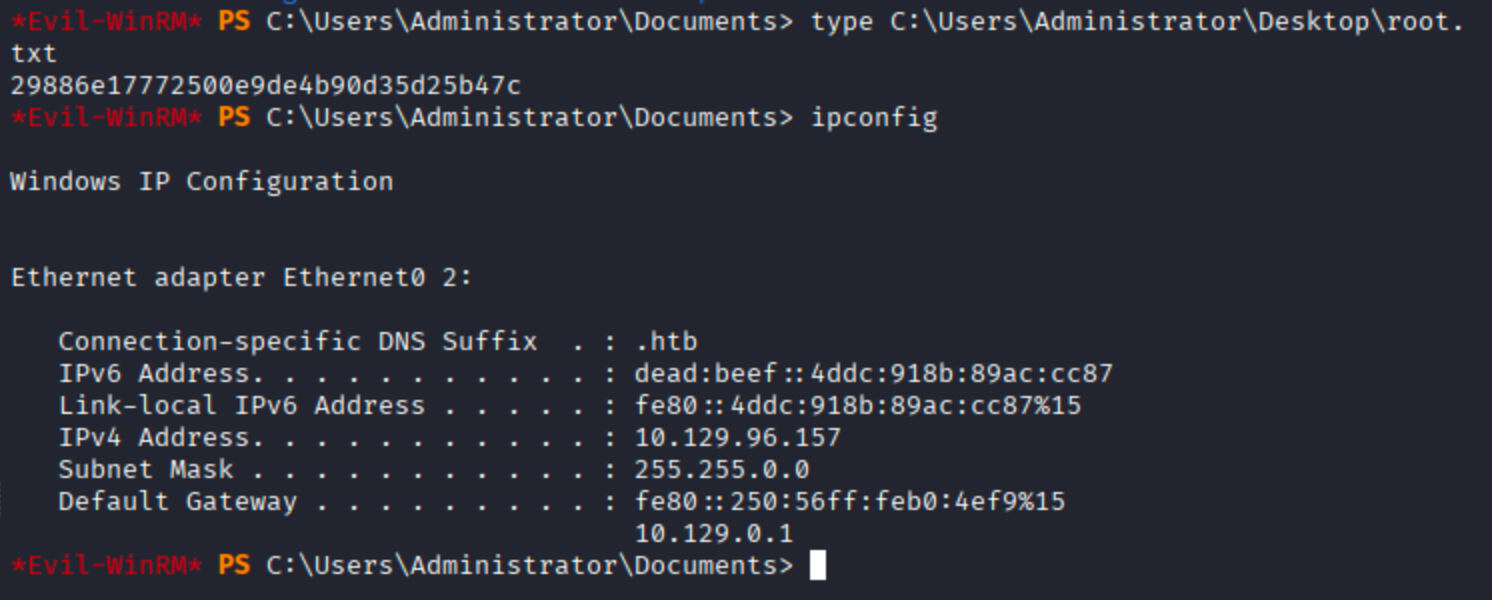 *Evil-WinRM* PS C:\Users\Administrator\Documents> type C:\Users\Administrator\Desktop\root.
txt
29886e17772500e9de4b90d35d25b47c
*Evil-WinRM* PS C:\Users\Administrator\Documents> ipconfig
Windows IP Configuration
Ethernet adapter Ethernet0 2:
Connection-specific DNS Suffix  . : .htb
IPv6 Address. . . . . . . . . . . : dead:beef::4ddc:918b:89ac:cc87
Link-local IPv6 Address . . . . . : fe80::4ddc:918b:89ac:cc87%15
IPv4 Address. . . . . . . . . . . : 10.129.96.157
Subnet Mask . . . . . . . . . . . : 255.255.0.0
Default Gateway . . . . . . . . . : fe80::250:56ff:feb0:4ef9%15
10.129.0.1
*Evil-WinRM* PS C:\Users\Administrator\Documents>